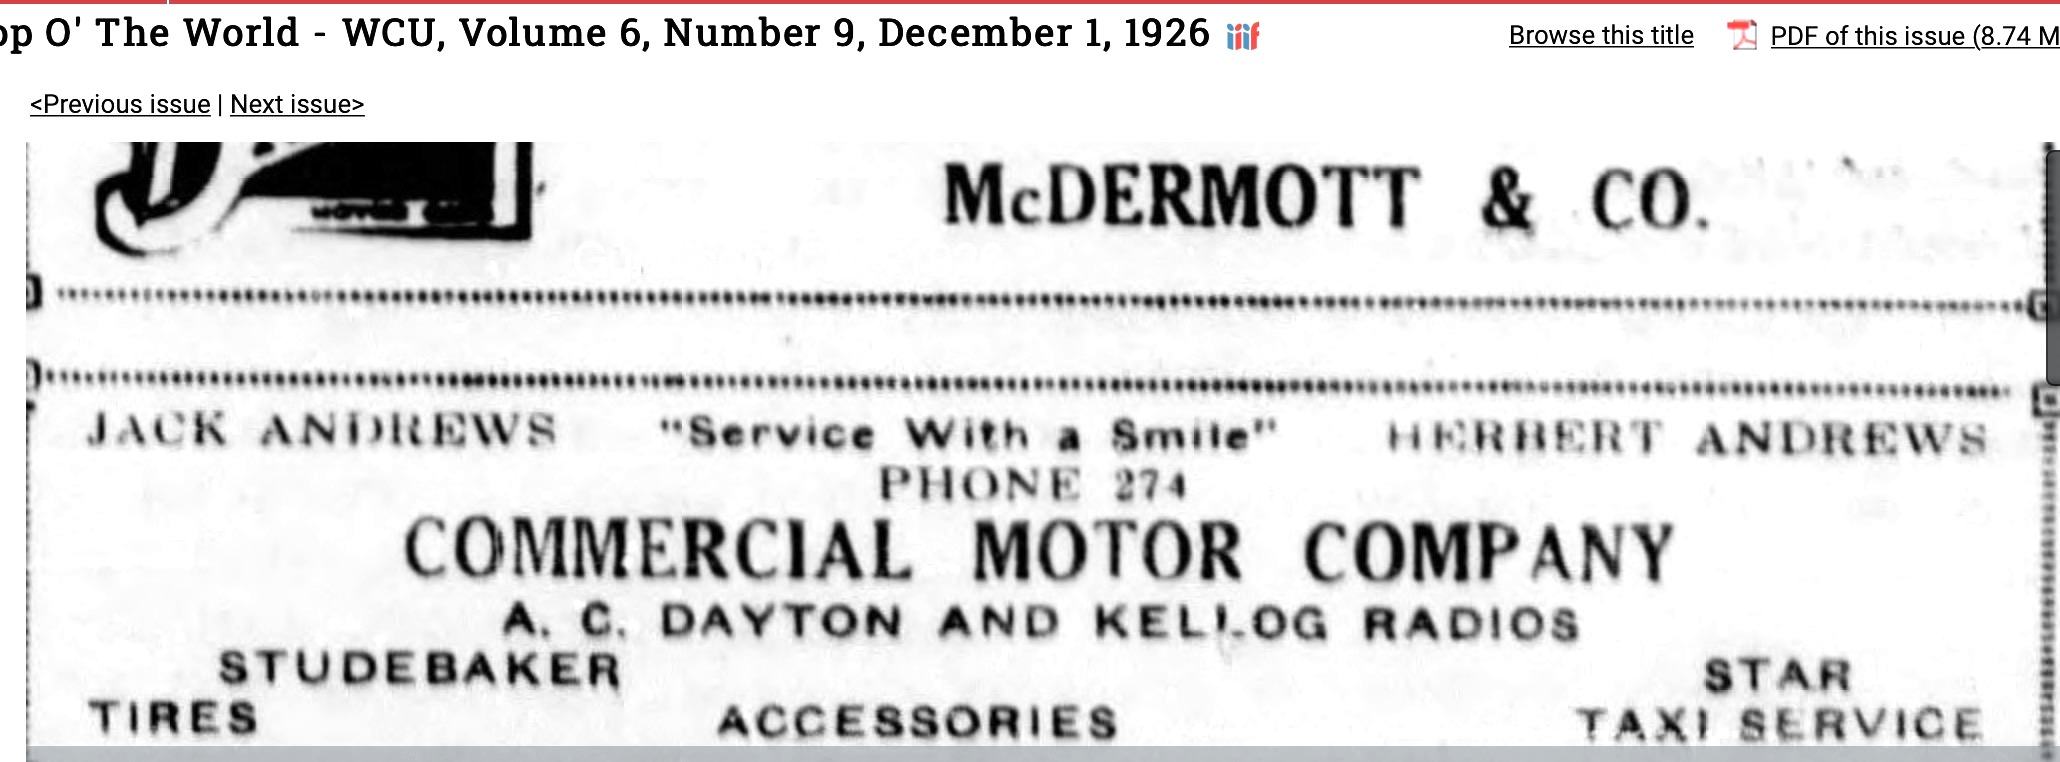 op O' The World - WCU, Volume 6, Number 9, December 1, 1926 iiif
Browse this title PDF of this issue (8.74 M
<Previous issue | Next issue>
McDERMOTT & CO.
JACK ANDREWS "Service With a Smile" HERBERT ANDREWS
PHONE 274
COMMERCIAL MOTOR COMPANY
A. C. DAYTON AND KELLOG RADIOS
STUDEBAKER STAR
TIRES ACCESSORIES TAXI SERVICE